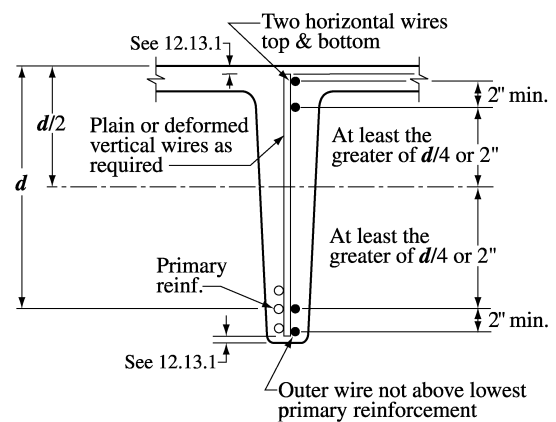 Two horizontal wires
top & bottom
See 12.13.1
2" min.
d/2
Plain or deformed
vertical wires as
required
At least the
greater of d/4 or 2"
d
At least the
greater of d/4 or 2"
Primary
reinf.
2" min.
See 12.13.1
Outer wire not above lowest
primary reinforcement